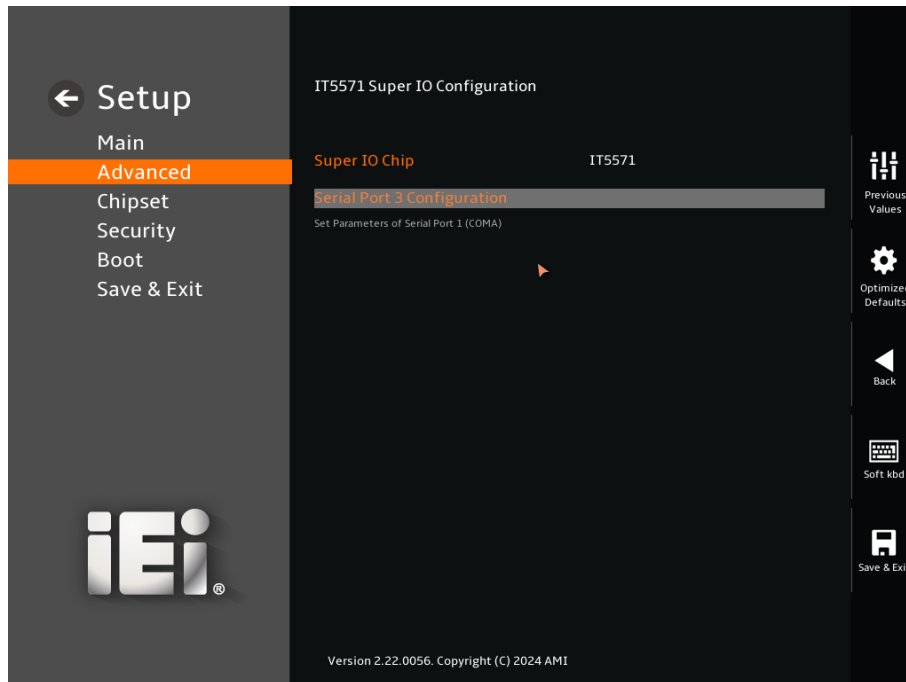 Setup
Main
Advanced
Chipset
Security
Boot
Save & Exit
iEi®
IT5571 Super IO Configuration
Super IO Chip IT5571
Serial Port 3 Configuration
Set Parameters of Serial Port 1 (COMA)
Version 2.22.0056. Copyright (C) 2024 AMI
Previous
Values
Optimize
Defaults
Back
Soft kbd
Save & Exi